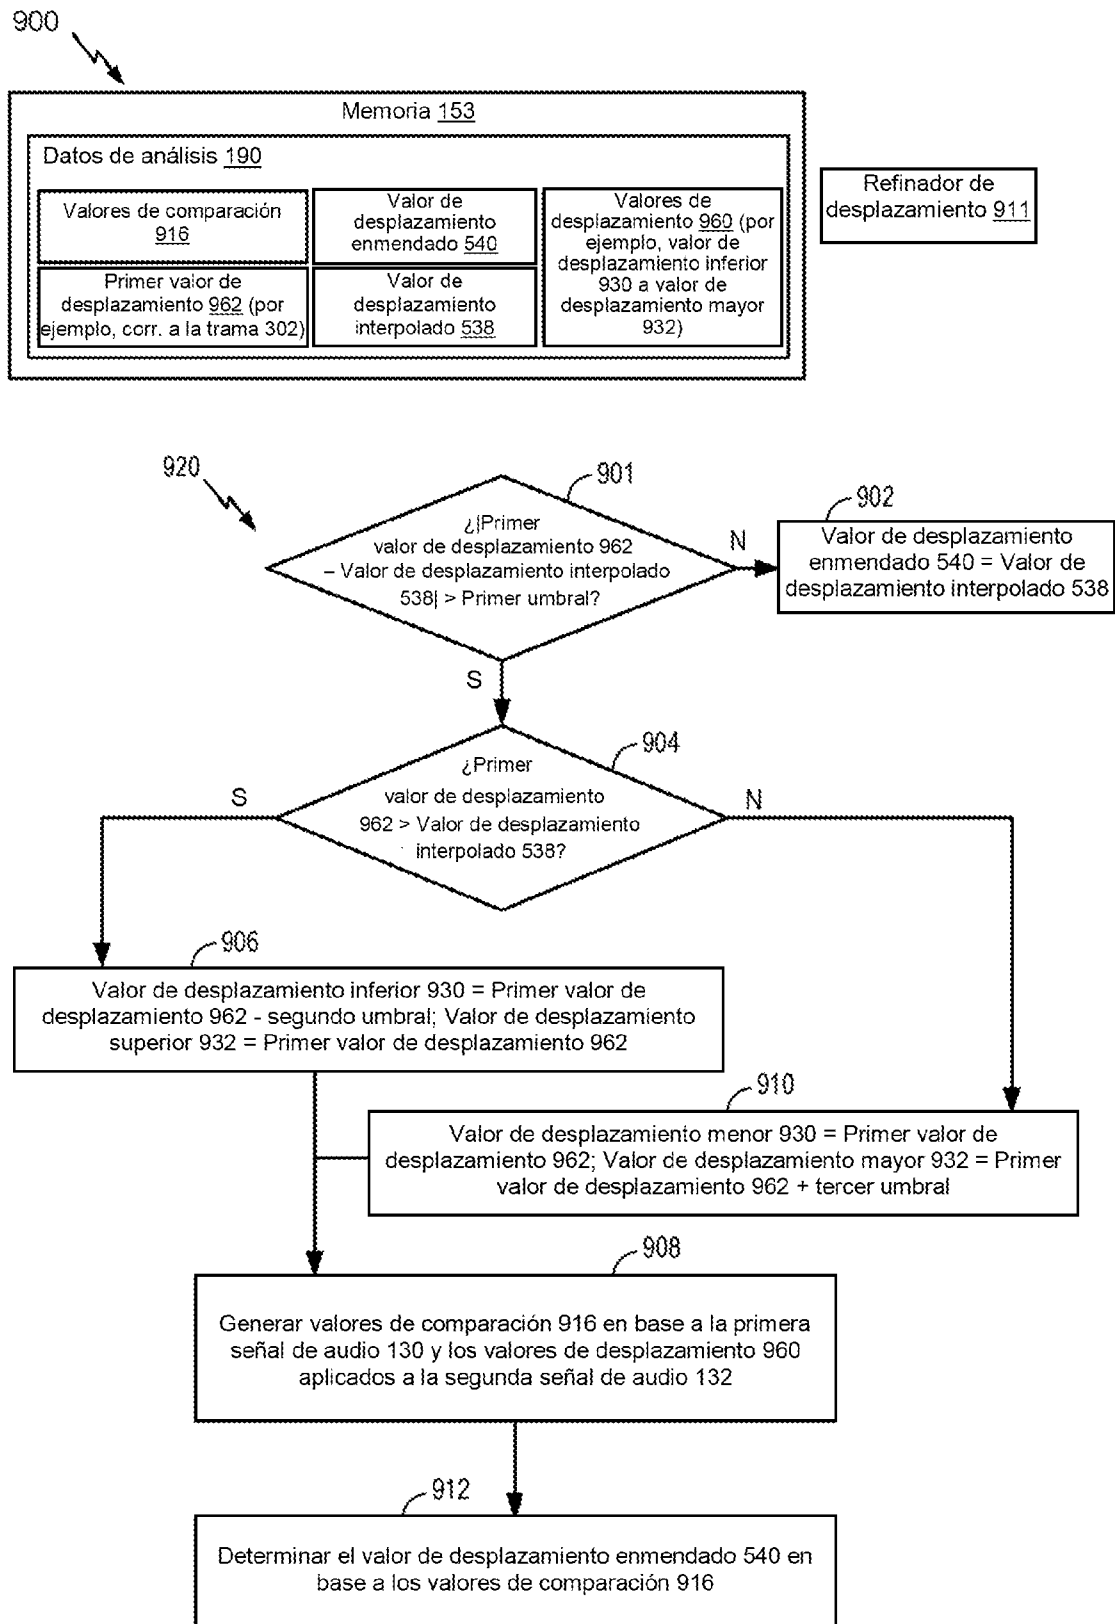 900
Memoria 153
Datos de análisis 190
Valores de comparación
916
Valor de
desplazamiento
enmendado 540
Valores de
desplazamiento 960 (por
ejemplo, valor de
desplazamiento inferior
930 a valor de
desplazamiento mayor
932)
Primer valor de
desplazamiento 962 (por
ejemplo, corr. a la trama 302)
Valor de
desplazamiento
interpolado 538
Refinador de
desplazamiento 911
920
901
¿|Primer
valor de desplazamiento 962
– Valor de desplazamiento interpolado
538| > Primer umbral?
N
902
Valor de desplazamiento
enmendado 540 = Valor de
desplazamiento interpolado 538
S
904
¿Primer
valor de desplazamiento
962 > Valor de desplazamiento
interpolado 538?
S
N
906
Valor de desplazamiento inferior 930 = Primer valor de
desplazamiento 962 - segundo umbral; Valor de desplazamiento
superior 932 = Primer valor de desplazamiento 962
910
Valor de desplazamiento menor 930 = Primer valor de
desplazamiento 962; Valor de desplazamiento mayor 932 = Primer
valor de desplazamiento 962 + tercer umbral
908
Generar valores de comparación 916 en base a la primera
señal de audio 130 y los valores de desplazamiento 960
aplicados a la segunda señal de audio 132
912
Determinar el valor de desplazamiento enmendado 540 en
base a los valores de comparación 916